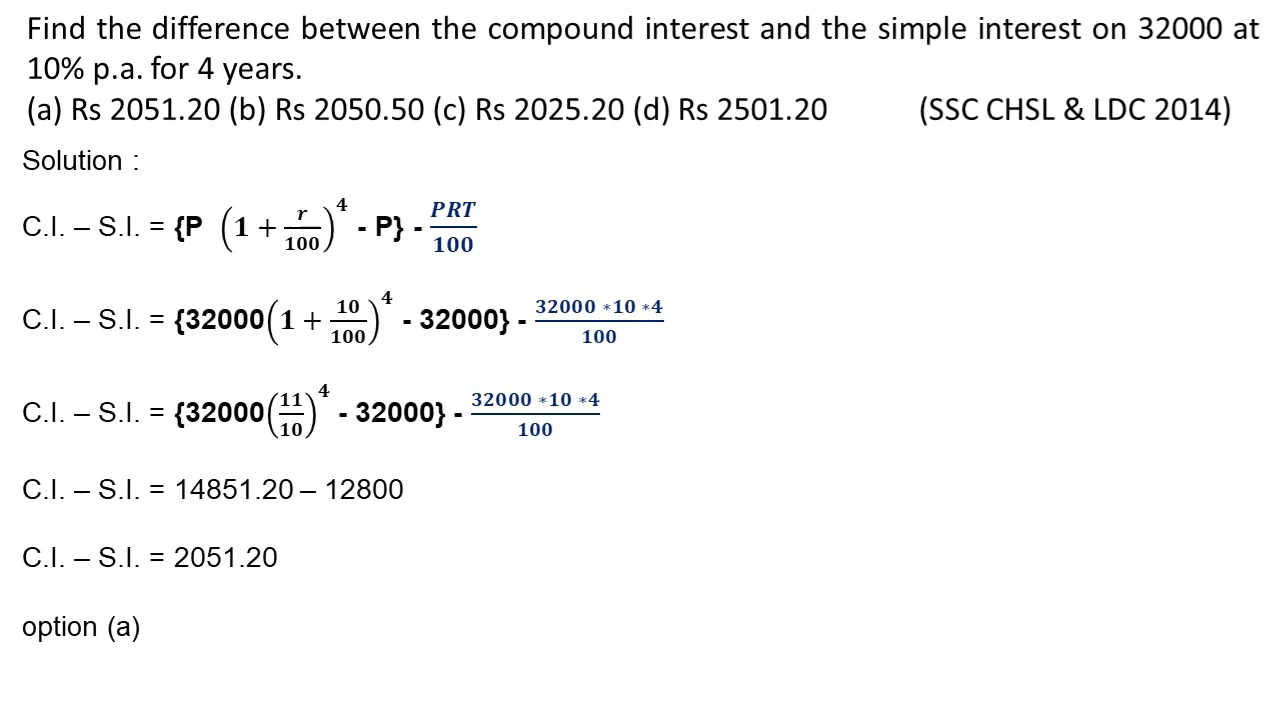 Find the difference between the compound interest and the simple interest on 32000 at
10% p.a. for 4 years.
(a) Rs 2051.20 (b) Rs 2050.50 (c) Rs 2025.20 (d) Rs 2501.20 (SSC CHSL & LDC 2014)
Solution :
C.I. – S.I. = {P (1 + r/100)^4 - P} - PRT/100
C.I. – S.I. = {32000(1 + 10/100)^4 - 32000} - 32000 *10 *4/100
C.I. – S.I. = {32000(11/10)^4 - 32000} - 32000 *10 *4/100
C.I. – S.I. = 14851.20 – 12800
C.I. – S.I. = 2051.20
option (a)